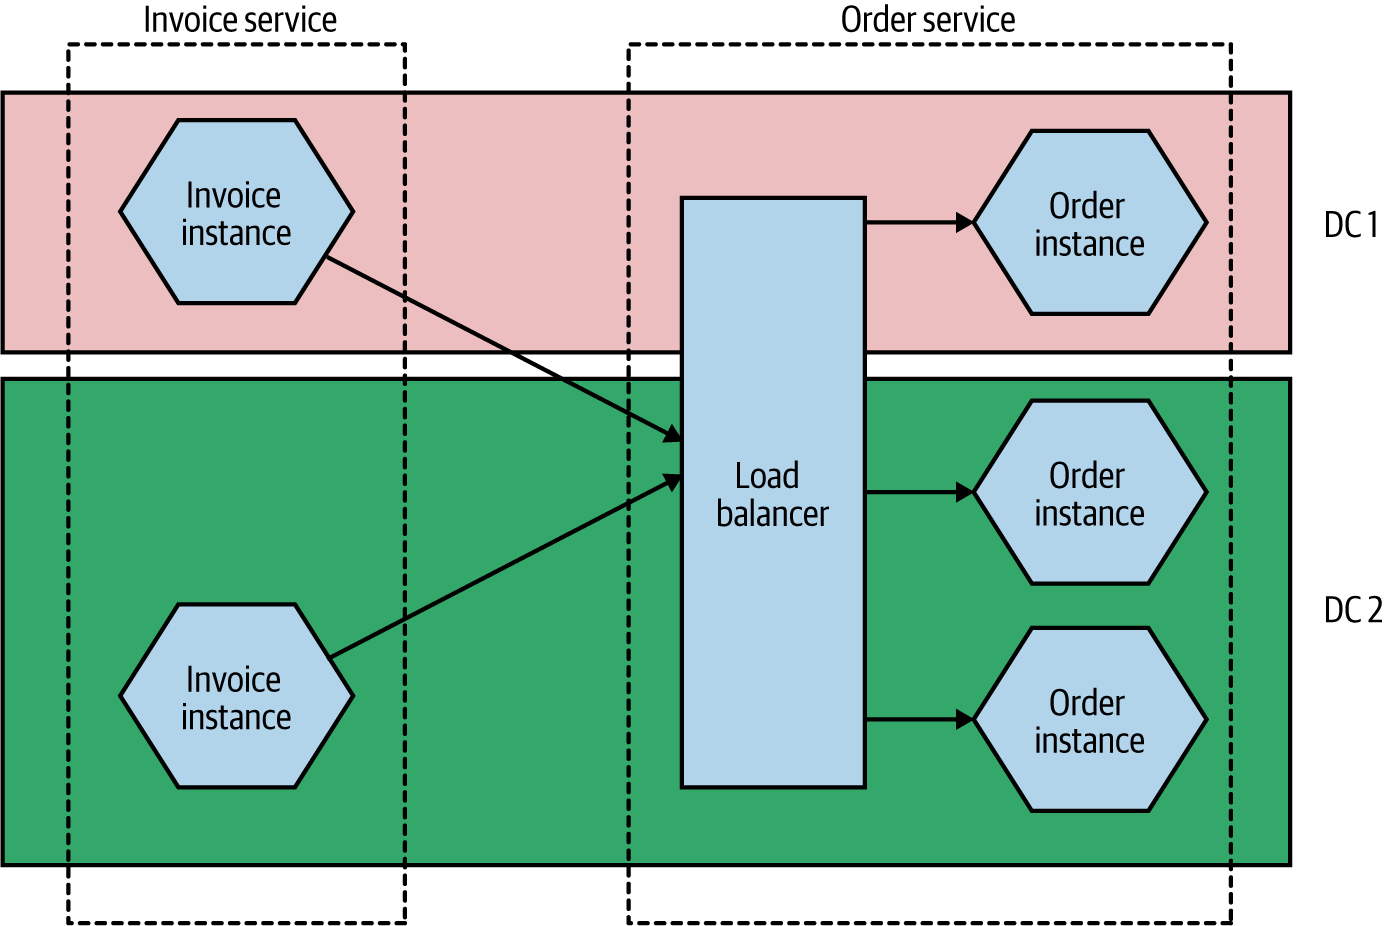 Invoice service
Order service
Invoice
instance
Order
instance
DC 1
Load
balancer
Order
instance
DC 2
Invoice
instance
Order
instance